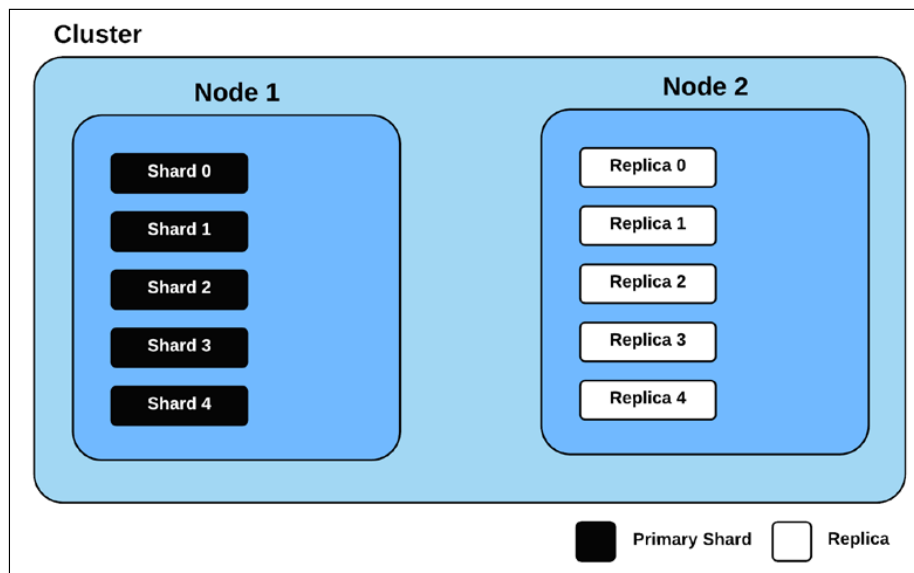 Cluster
Node 1
Shard 0
Shard 1
Shard 2
Shard 3
Shard 4
Node 2
Replica 0
Replica 1
Replica 2
Replica 3
Replica 4
Primary Shard
Replica